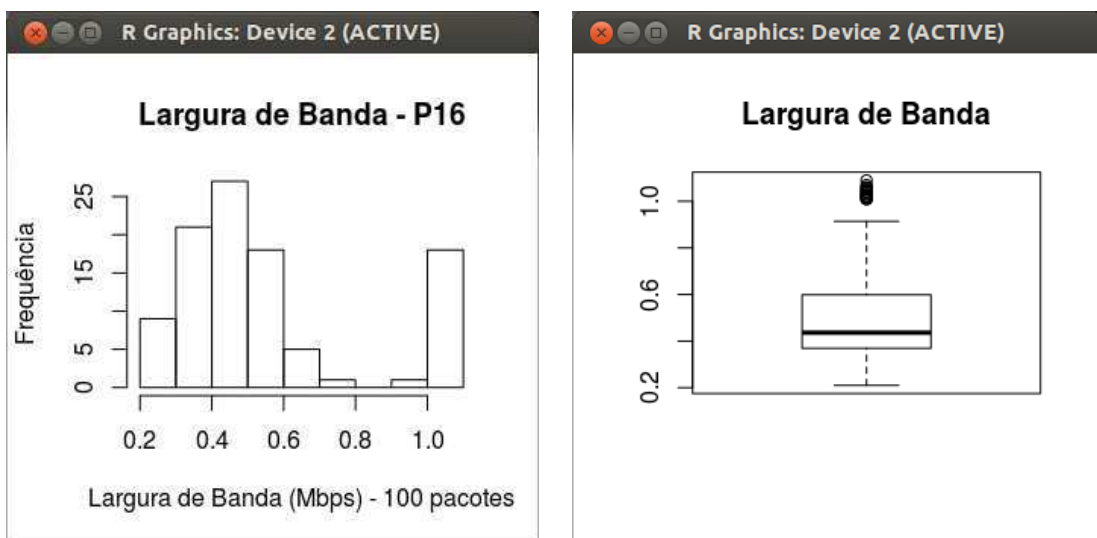 R Graphics: Device 2 (ACTIVE)
Largura de Banda - P16
Frequência
25
15
5
0
0.2 0.4 0.6 0.8 1.0
Largura de Banda (Mbps) - 100 pacotes
R Graphics: Device 2 (ACTIVE)
Largura de Banda
1.0
0.6
0.2